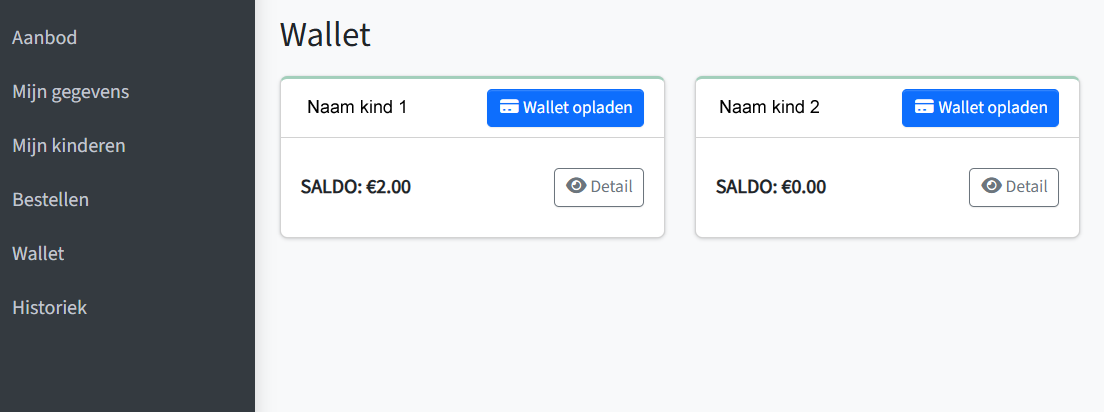 Aanbod
Mijn gegevens
Mijn kinderen
Bestellen
Wallet
Historiek
Wallet
Naam kind 1
Wallet opladen
SALDO: €2.00
Detail
Naam kind 2
Wallet opladen
SALDO: €0.00
Detail